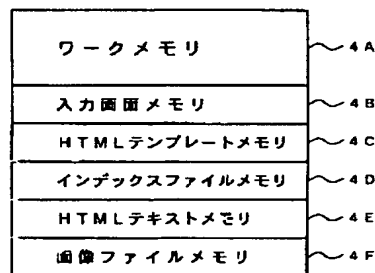 ワークメモリ 4A
入力画面メモリ 4B
HTMLテンプレートメモリ 4C
インデックスファイルメモリ 4D
HTMLテキストメモリ 4E
画像ファイルメモリ 4F